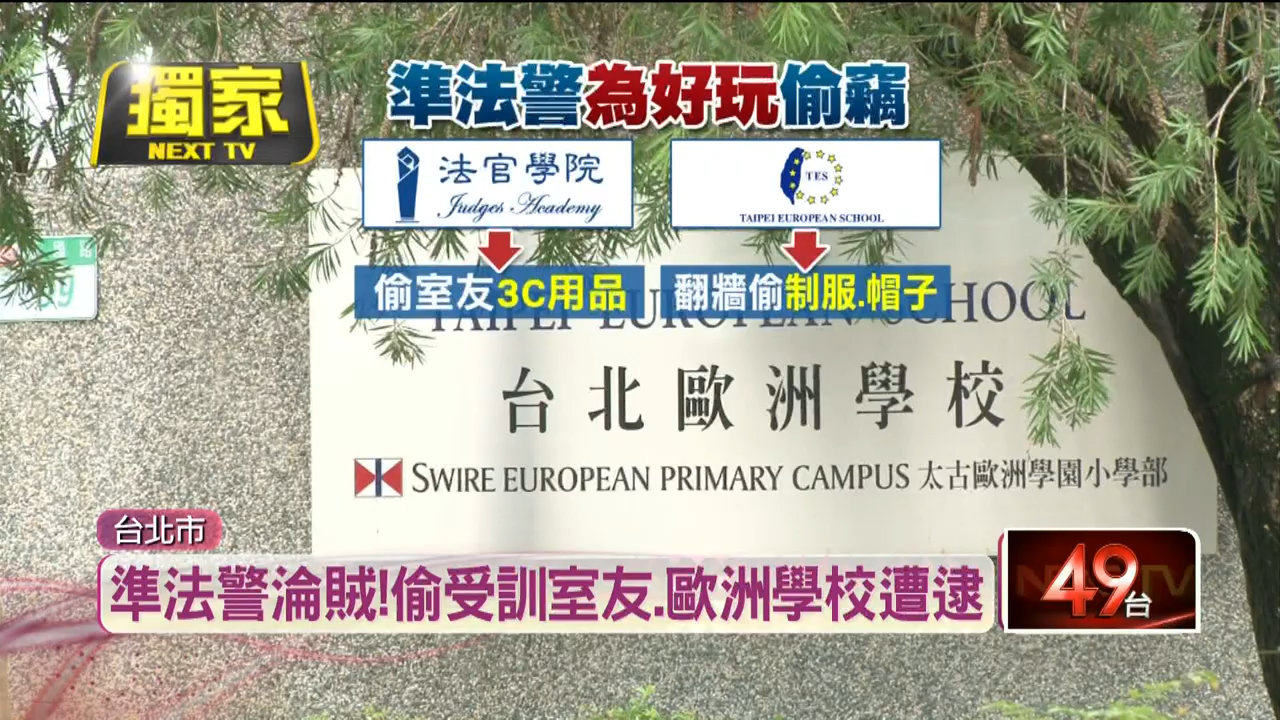 獨家
NEXT TV
準法警為好玩偷竊
法官學院
Judges Academy
TES
TAIPEI EUROPEAN SCHOOL
偷室友3C用品
翻牆偷制服.帽子
TAIPEI EUROPEAN SCHOOL
台北歐洲學校
SWIRE EUROPEAN PRIMARY CAMPUS 太古歐洲學園小學部
台北市
準法警淪賊!偷受訓室友.歐洲學校遭逮
49台